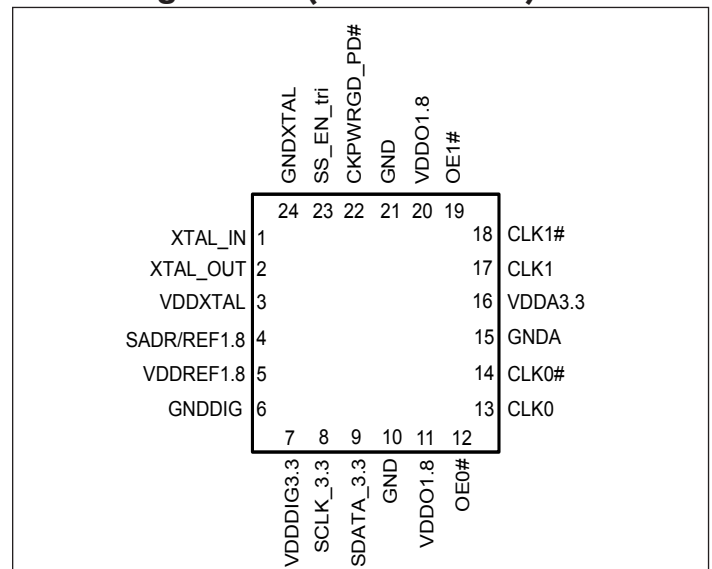 GNDXTAL
SS_EN_tri
CKPWRGD_PD#
GND
VDDO1.8
OE1#
24 23 22 21 20 19
XTAL_IN 1
XTAL_OUT 2
VDDXTAL 3
SADR/REF1.8 4
VDDREF1.8 5
GNDDIG 6
18 CLK1#
17 CLK1
16 VDDA3.3
15 GNDA
14 CLK0#
13 CLK0
7 8 9 10 11 12
VDDDIG3.3
SCLK_3.3
SDATA_3.3
GND
VDDO1.8
OE0#